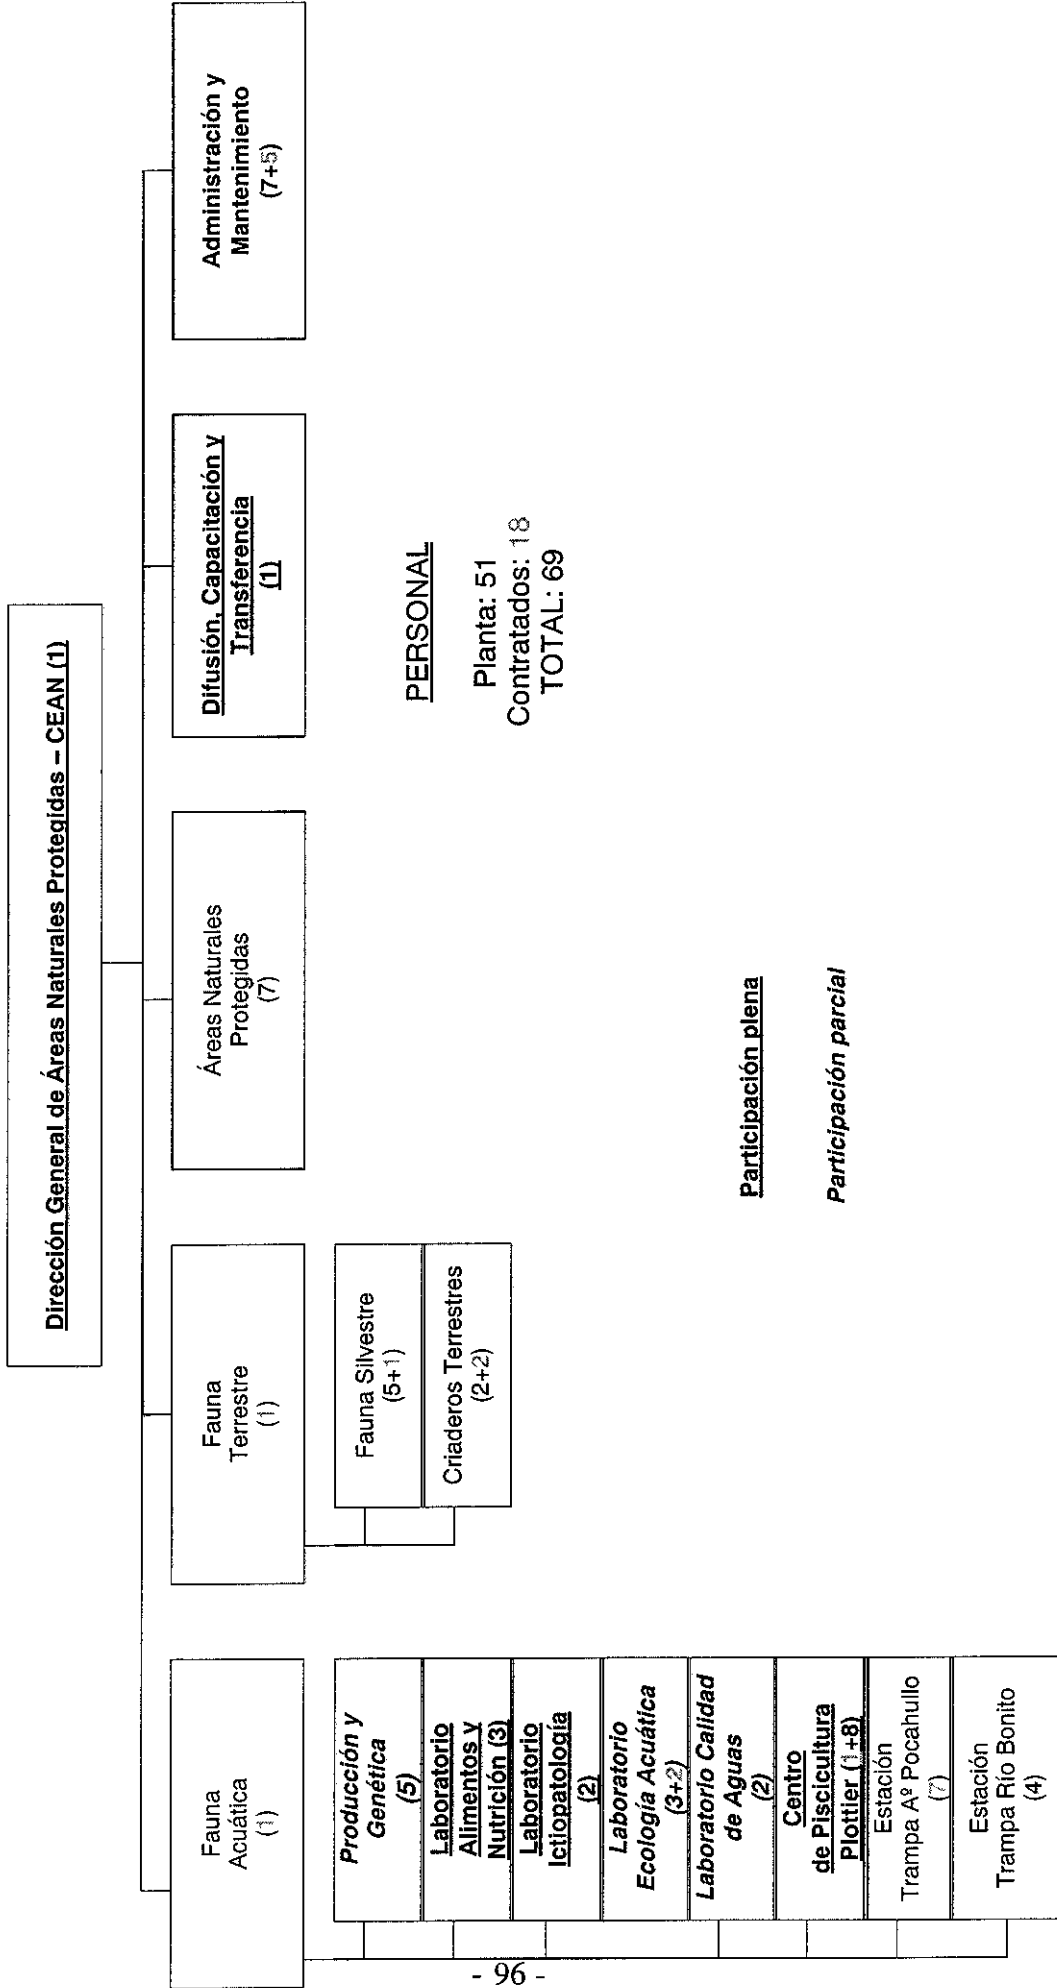 Dirección General de Áreas Naturales Protegidas – CEAN (1)
Fauna
Acuática
(1)
Producción y
Genética
(5)
Laboratorio
Alimentos y
Nutrición (3)
Laboratorio
Ictiopatología
(2)
Laboratorio
Ecología Acuática
(3+2)
Laboratorio Calidad
de Aguas
(2)
Centro
de Piscicultura
Plottier (1+8)
Estación
Trampa Aº Pocahullo
(7)
Estación
Trampa Río Bonito
(4)
Fauna
Terrestre
(1)
Fauna Silvestre
(5+1)
Criaderos Terrestres
(2+2)
Áreas Naturales
Protegidas
(7)
Difusión, Capacitación y
Transferencia
(1)
Administración y
Mantenimiento
(7+5)
PERSONAL
Planta: 51
Contratados: 18
TOTAL: 69
Participación plena
Participación parcial
- 96 -